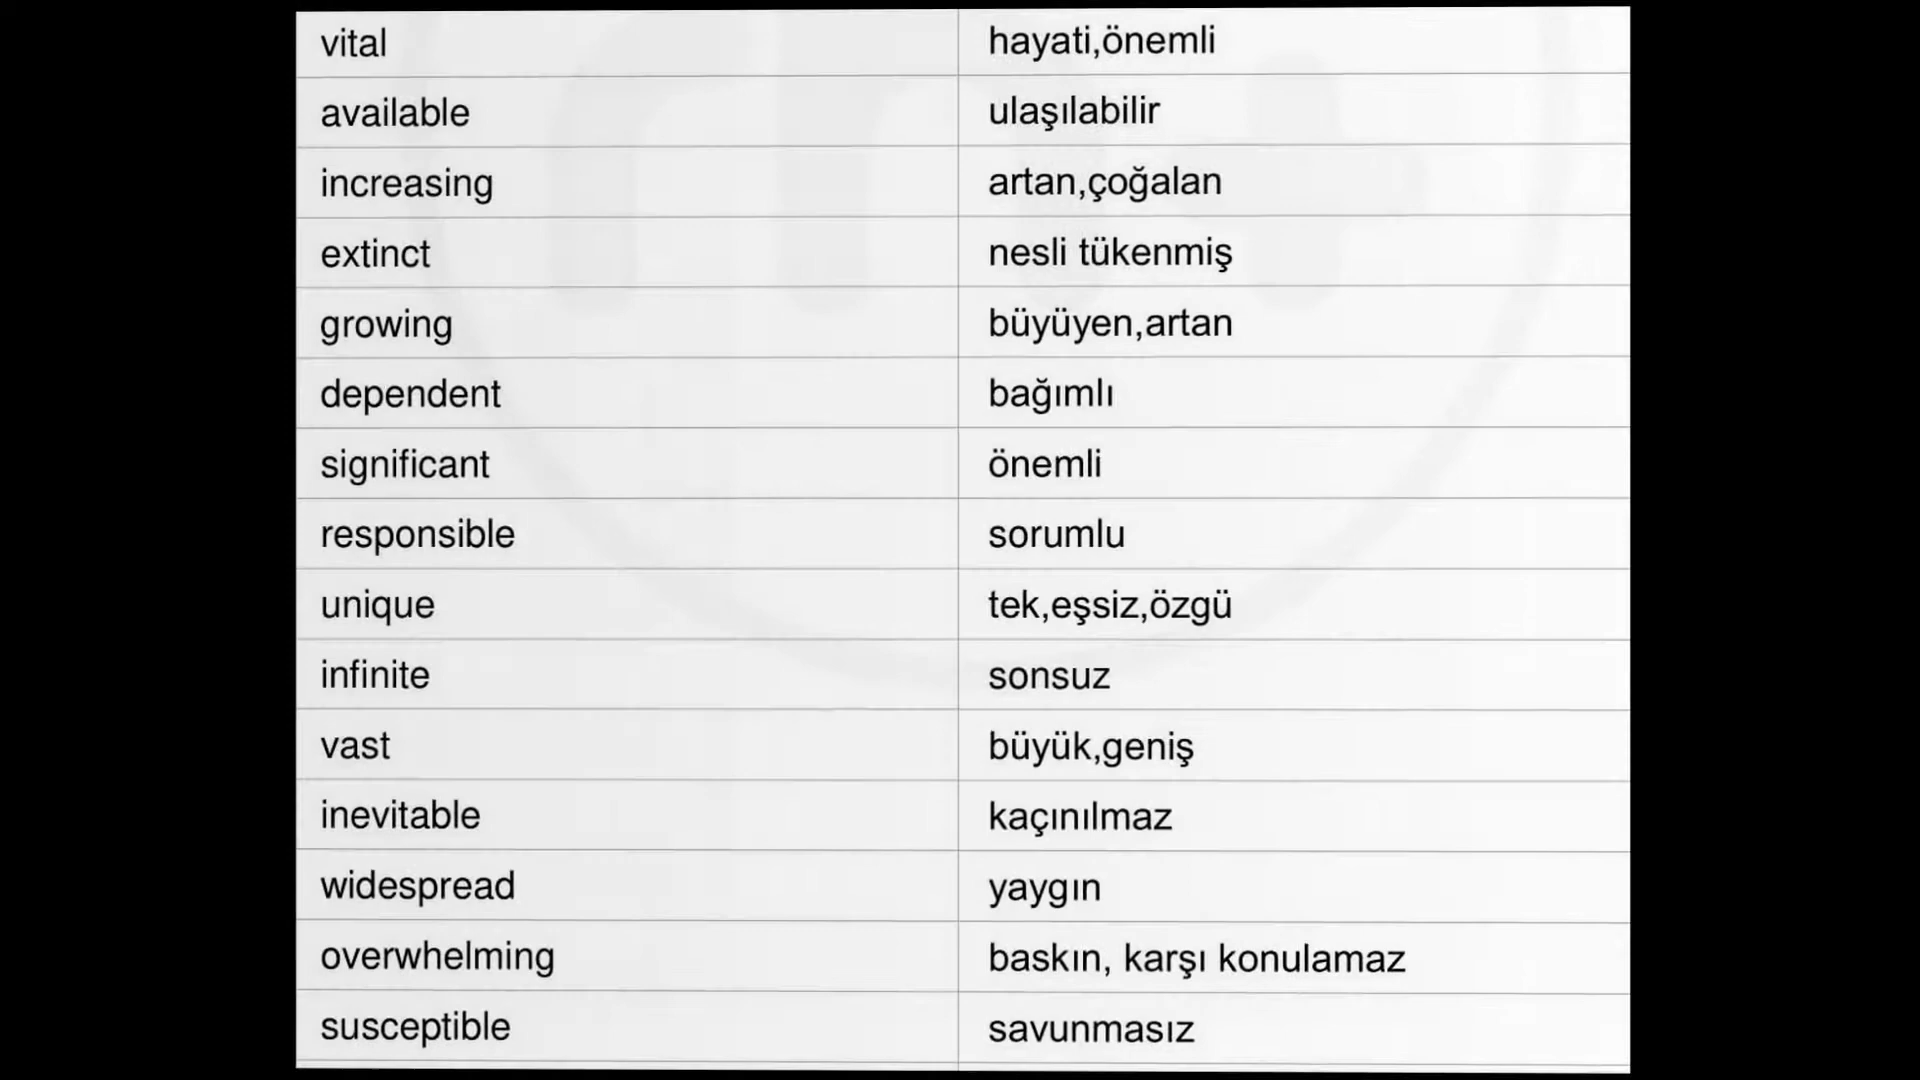 vital hayati,önemli
available ulaşılabilir
increasing artan,çoğalan
extinct nesli tükenmiş
growing büyüyen,artan
dependent bağımlı
significant önemli
responsible sorumlu
unique tek,eşsiz,özgü
infinite sonsuz
vast büyük,geniş
inevitable kaçınılmaz
widespread yaygın
overwhelming baskın, karşı konulamaz
susceptible savunmasız